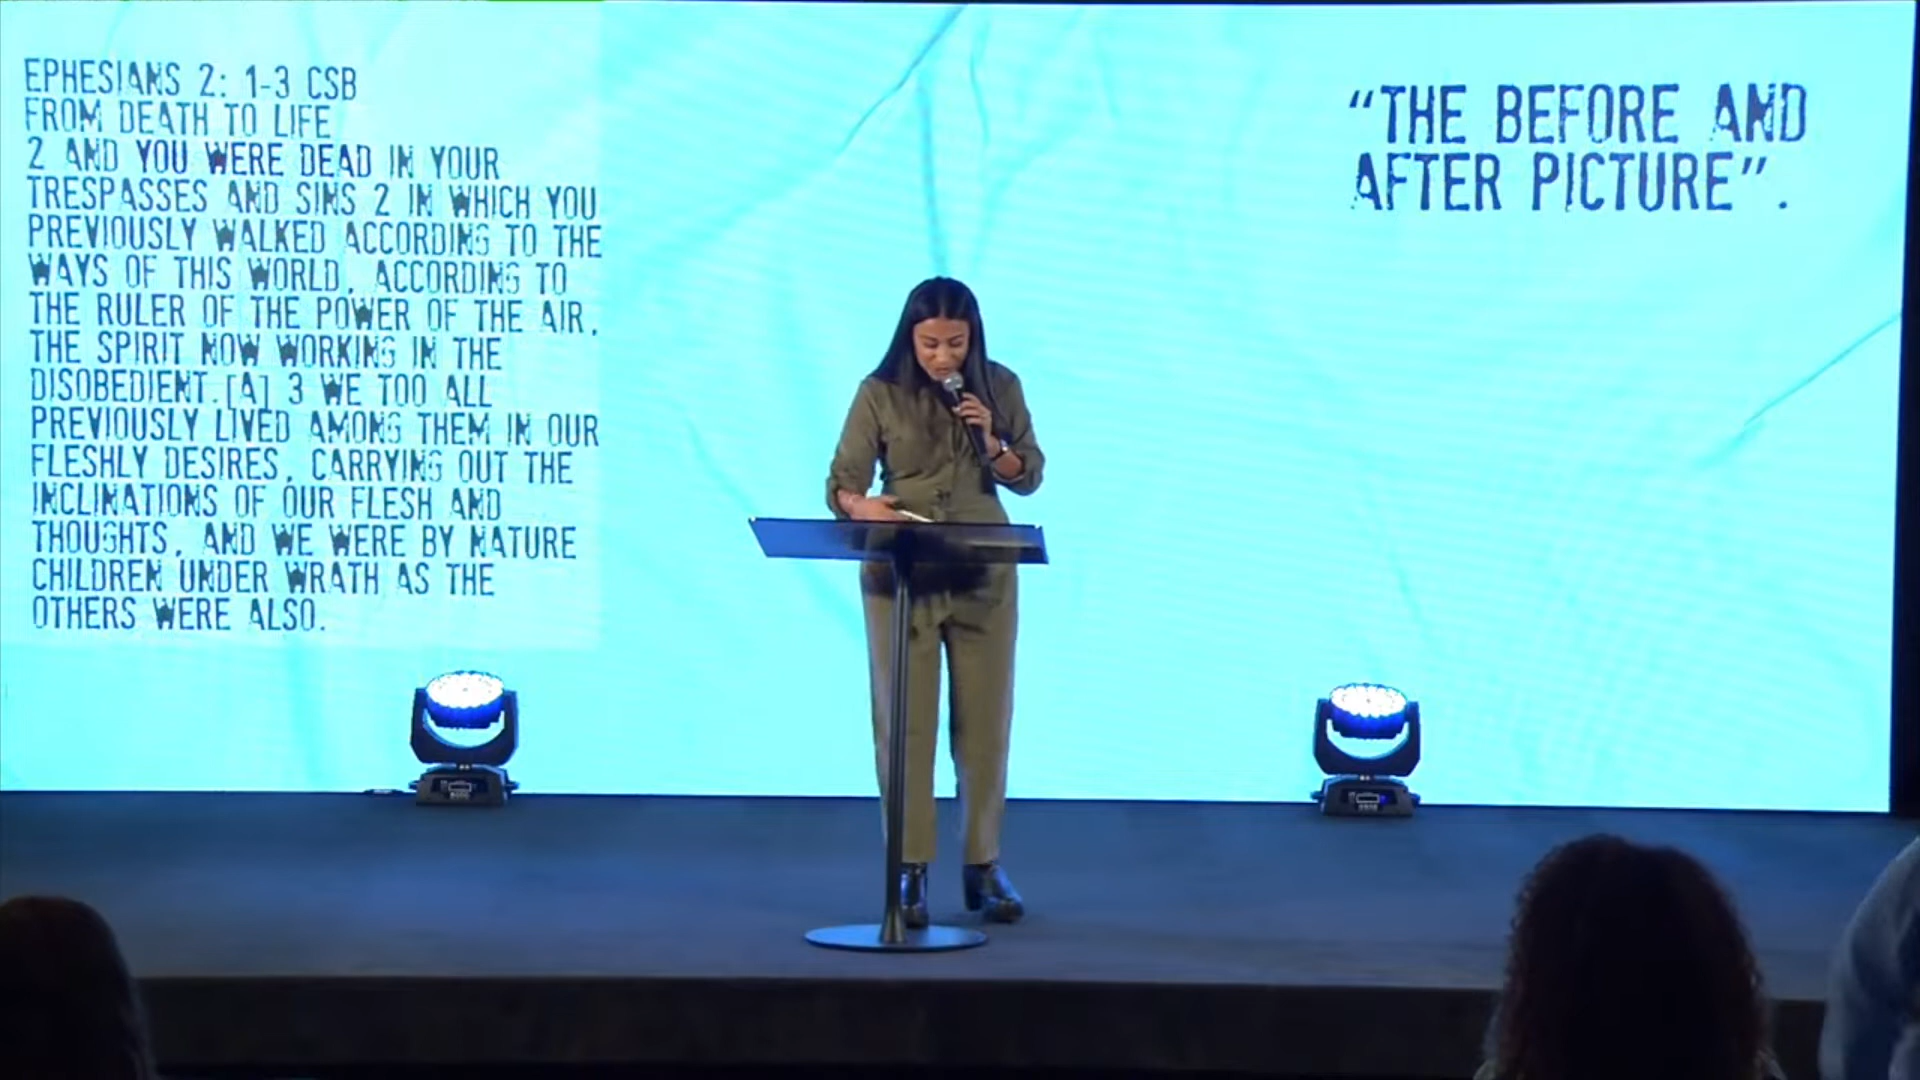 EPHESIANS 2: 1-3 CSB
FROM DEATH TO LIFE
2 AND YOU WERE DEAD IN YOUR
TRESPASSES AND SINS 2 IN WHICH YOU
PREVIOUSLY WALKED ACCORDING TO THE
WAYS OF THIS WORLD, ACCORDING TO
THE RULER OF THE POWER OF THE AIR,
THE SPIRIT NOW WORKING IN THE
DISOBEDIENT.[A] 3 WE TOO ALL
PREVIOUSLY LIVED AMONG THEM IN OUR
FLESHLY DESIRES, CARRYING OUT THE
INCLINATIONS OF OUR FLESH AND
THOUGHTS, AND WE WERE BY NATURE
CHILDREN UNDER WRATH AS THE
OTHERS WERE ALSO.
“THE BEFORE AND
AFTER PICTURE”.